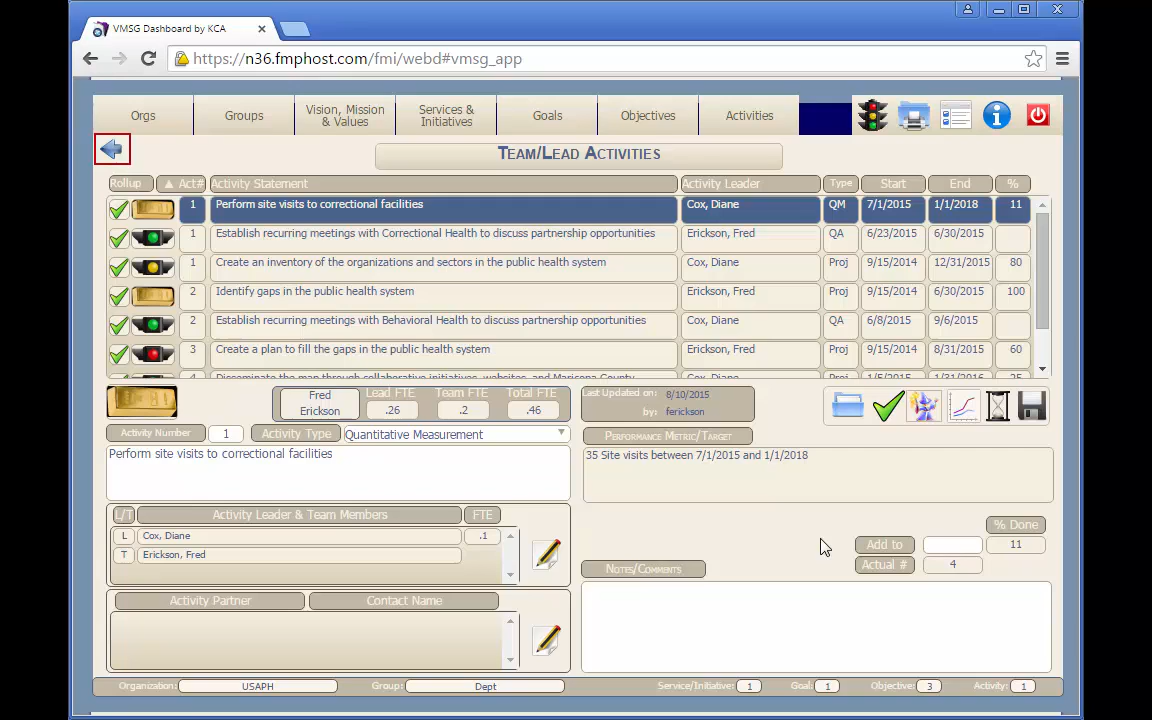 VMSG Dashboard by KCA
https://n36.fmphost.com/fmi/webd#vmsg_app
Orgs Groups Vision, Mission & Values Services & Initiatives Goals Objectives Activities
TEAM/LEAD ACTIVITIES
Rollup Act# Activity Statement Activity Leader Type Start End %
1 Perform site visits to correctional facilities Cox, Diane QM 7/1/2015 1/1/2018 11
1 Establish recurring meetings with Correctional Health to discuss partnership opportunities Erickson, Fred QA 6/23/2015 6/30/2015
1 Create an inventory of the organizations and sectors in the public health system Cox, Diane Proj 9/15/2014 12/31/2015 80
2 Identify gaps in the public health system Erickson, Fred Proj 9/15/2014 6/30/2015 100
2 Establish recurring meetings with Behavioral Health to discuss partnership opportunities Cox, Diane QA 6/8/2015 9/6/2015
3 Create a plan to fill the gaps in the public health system Erickson, Fred Proj 9/15/2014 8/31/2015 60
Fred Erickson Lead FTE Team FTE Total FTE
.26 .2 .46
Last Updated on: 8/10/2015
by: ferickson
Activity Number 1 Activity Type Quantitative Measurement
PERFORMANCE METRIC/TARGET
Perform site visits to correctional facilities
35 Site visits between 7/1/2015 and 1/1/2018
L/T Activity Leader & Team Members FTE
L Cox, Diane .1
T Erickson, Fred
% Done
Add to 11
Actual # 4
NOTES/COMMENTS
Activity Partner Contact Name
Organization: USAPH Group: Dept Service/Initiative: 1 Goal: 1 Objective: 3 Activity: 1